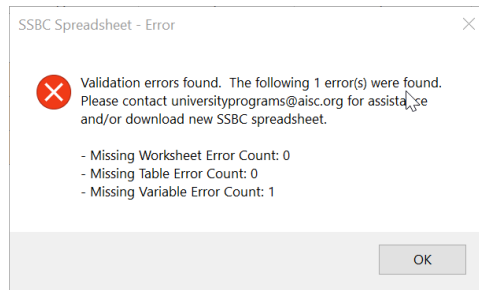 SSBC Spreadsheet - Error
Validation errors found.  The following 1 error(s) were found.
Please contact universityprograms@aisc.org for assistance
and/or download new SSBC spreadsheet.
- Missing Worksheet Error Count: 0
- Missing Table Error Count: 0
- Missing Variable Error Count: 1
OK